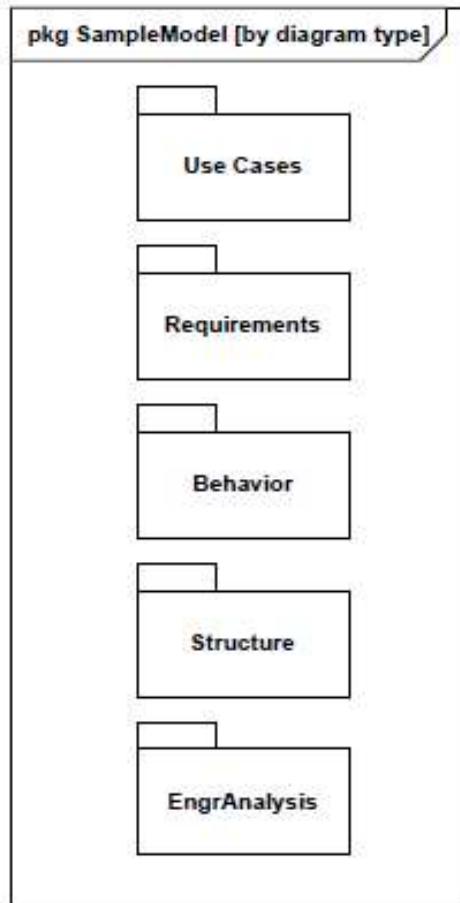 pkg SampleModel [by diagram type]
Use Cases
Requirements
Behavior
Structure
EngrAnalysis